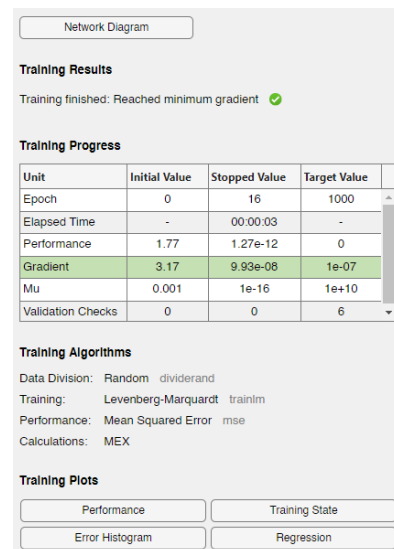 Network Diagram
Training Results
Training finished: Reached minimum gradient
Training Progress
Unit Initial Value Stopped Value Target Value
Epoch 0 16 1000
Elapsed Time - 00:00:03 -
Performance 1.77 1.27e-12 0
Gradient 3.17 9.93e-08 1e-07
Mu 0.001 1e-16 1e+10
Validation Checks 0 0 6
Training Algorithms
Data Division: Random dividerand
Training: Levenberg-Marquardt trainlm
Performance: Mean Squared Error mse
Calculations: MEX
Training Plots
Performance Training State
Error Histogram Regression